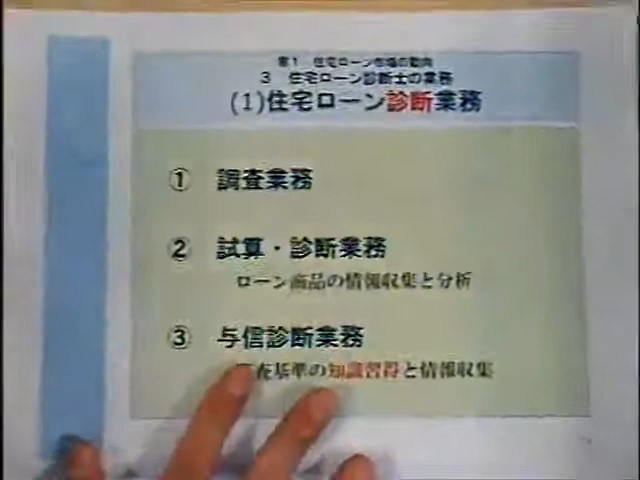 第1 住宅ローン市場の動向
3 住宅ローン診断士の業務
(1)住宅ローン診断業務
① 調査業務
② 試算・診断業務
ローン商品の情報収集と分析
③ 与信診断業務
査基準の知識習得と情報収集